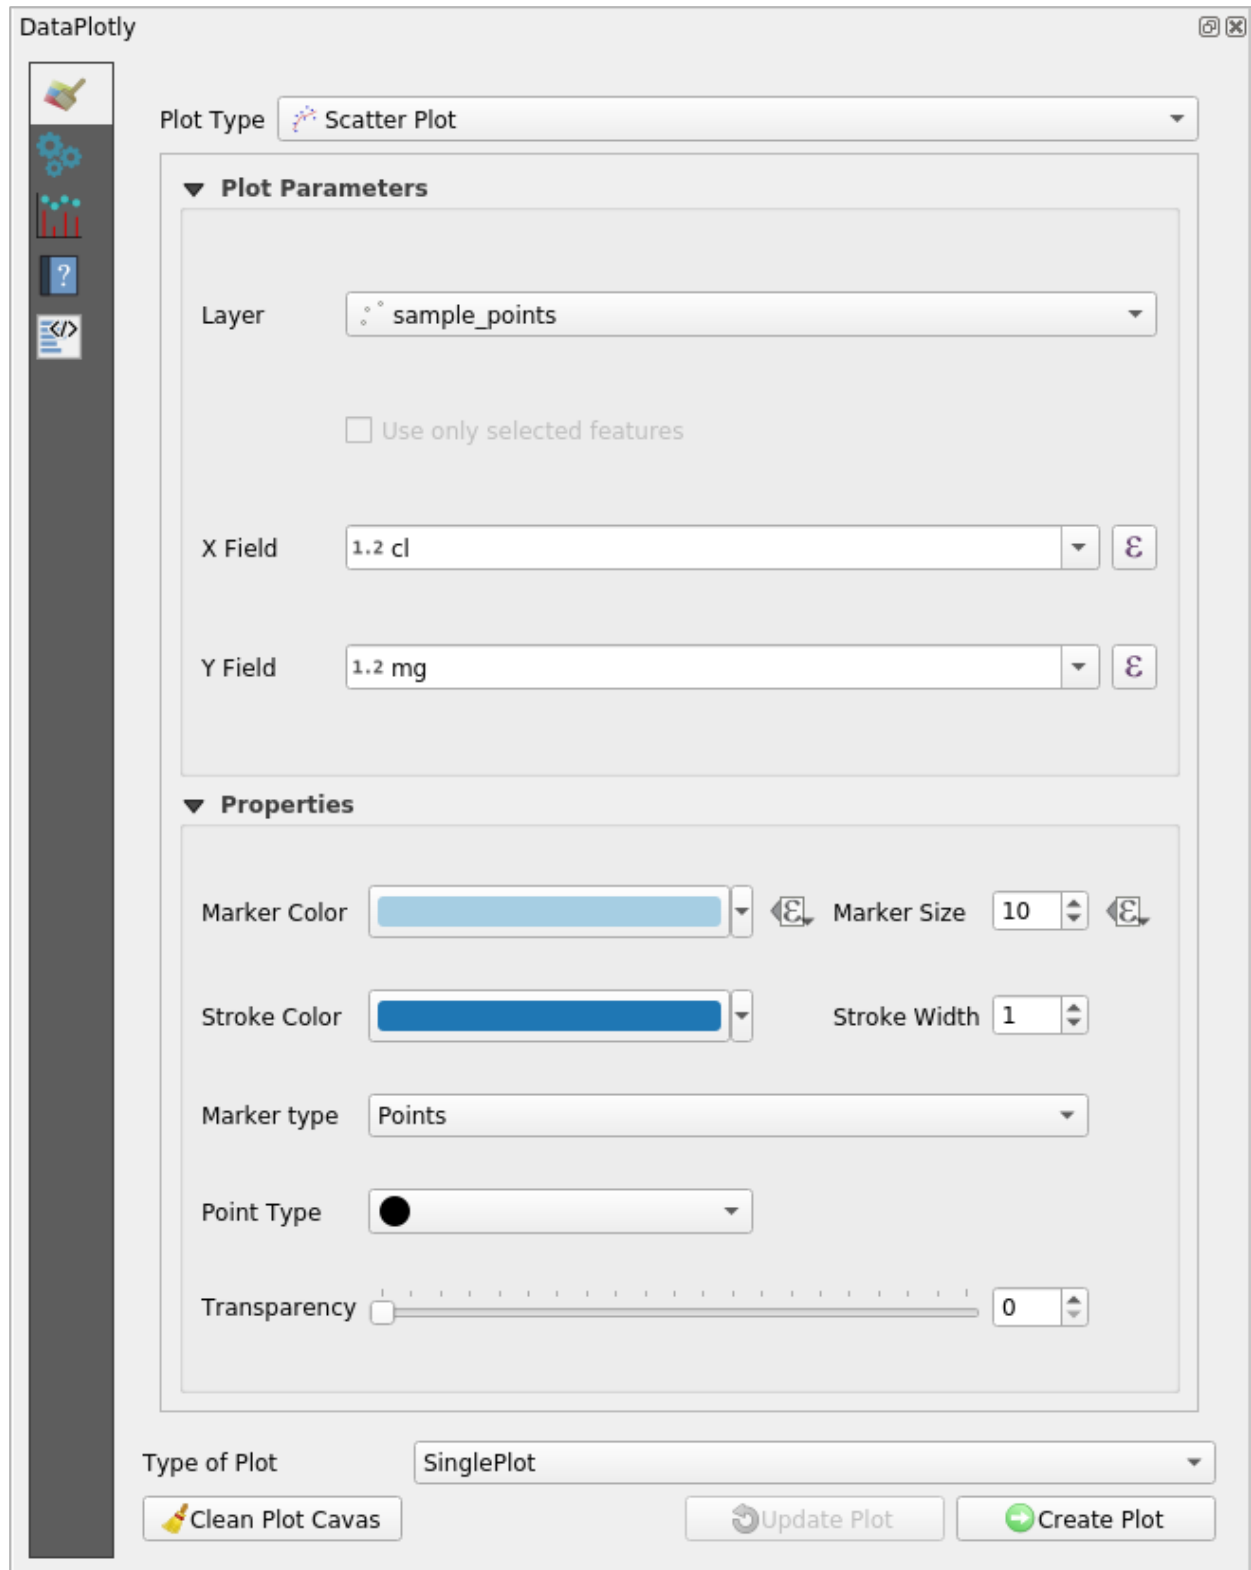 DataPlotly
Plot Type Scatter Plot
Plot Parameters
Layer sample_points
Use only selected features
X Field 1.2 cl ε
Y Field 1.2 mg ε
Properties
Marker Color ε Marker Size 10 ε
Stroke Color Stroke Width 1
Marker type Points
Point Type
Transparency 0
Type of Plot SinglePlot
Clean Plot Cavas Update Plot Create Plot